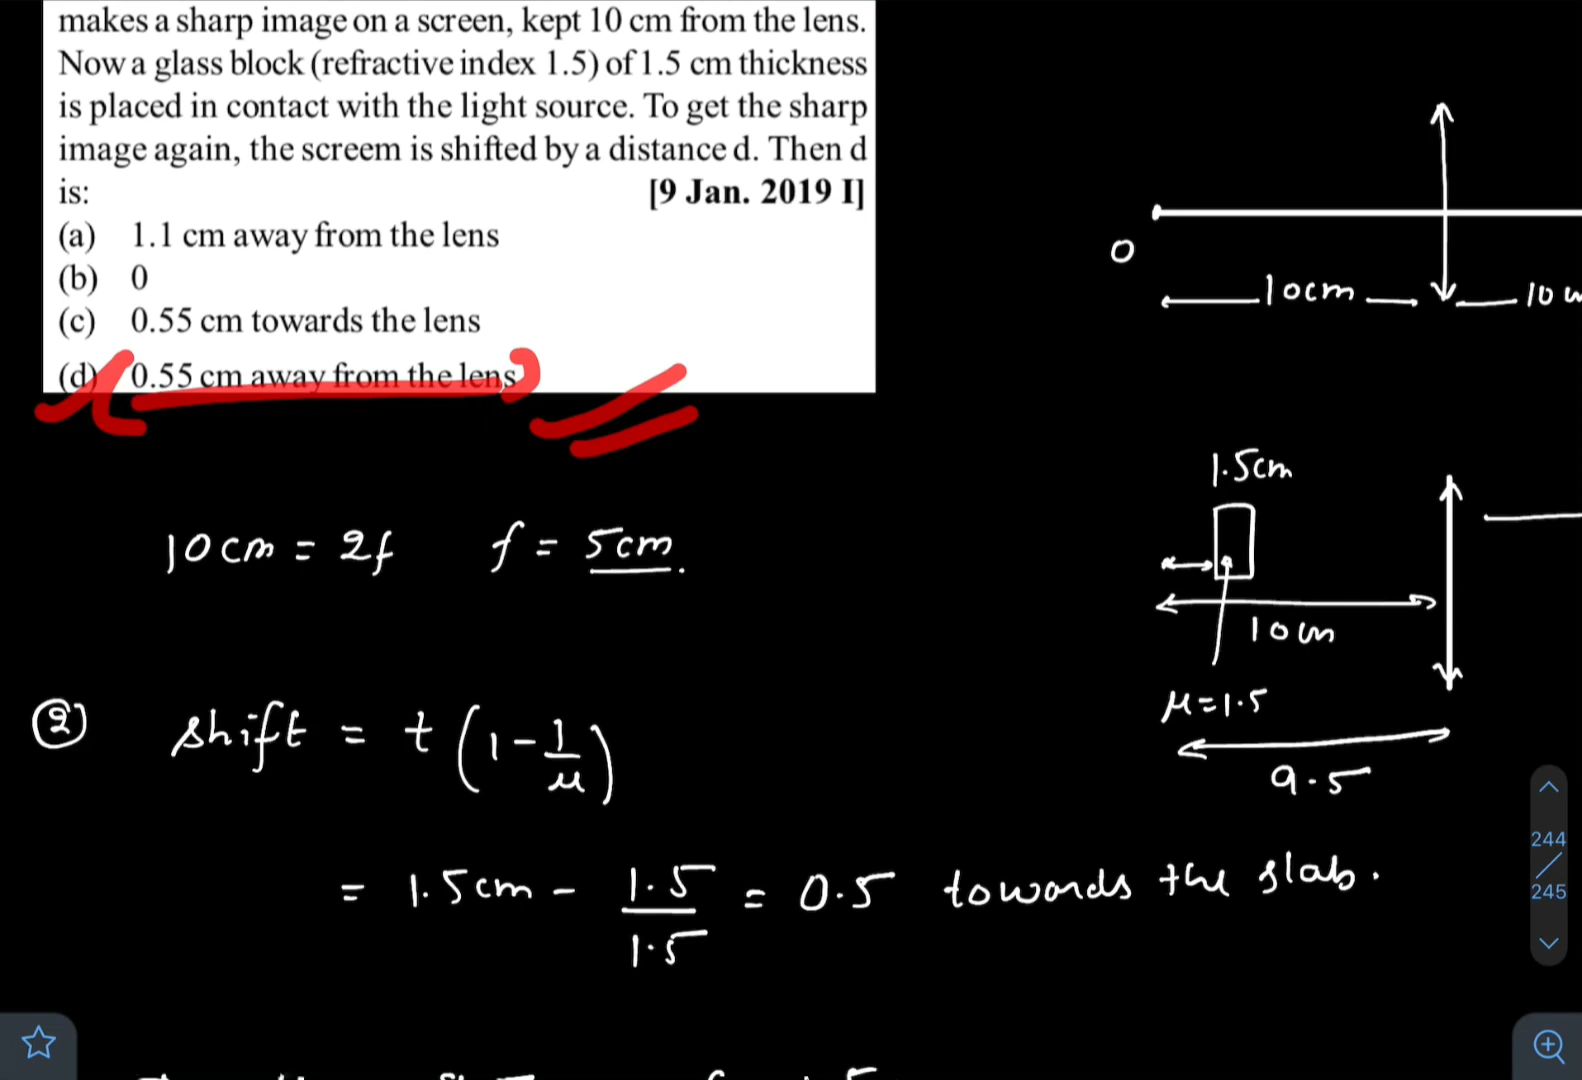 makes a sharp image on a screen, kept 10 cm from the lens.
Now a glass block (refractive index 1.5) of 1.5 cm thickness
is placed in contact with the light source. To get the sharp
image again, the screem is shifted by a distance d. Then d
is: [9 Jan. 2019 I]
(a) 1.1 cm away from the lens
(b) 0
(c) 0.55 cm towards the lens
(d) 0.55 cm away from the lens
O
10cm
10
1.5cm
10cm
μ=1.5
9.5
10cm = 2f f = 5cm.
② shift = t(1-1/μ)
= 1.5cm - 1.5/1.5 = 0.5 towards the slab.
244
245